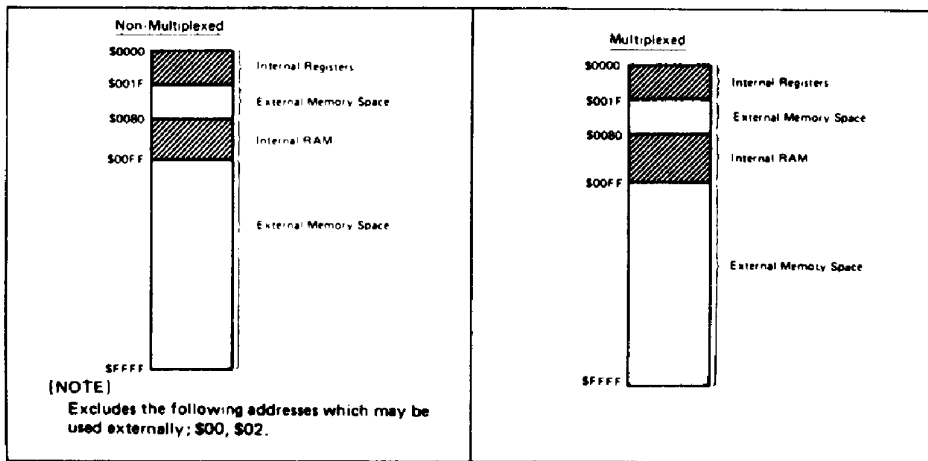 Non-Multiplexed
$0000
Internal Registers
$001F
External Memory Space
$0080
Internal RAM
$00FF
External Memory Space
$FFFF
[NOTE]
Excludes the following addresses which may be
used externally; $00, $02.
Multiplexed
$0000
Internal Registers
$001F
External Memory Space
$0080
Internal RAM
$00FF
External Memory Space
$FFFF